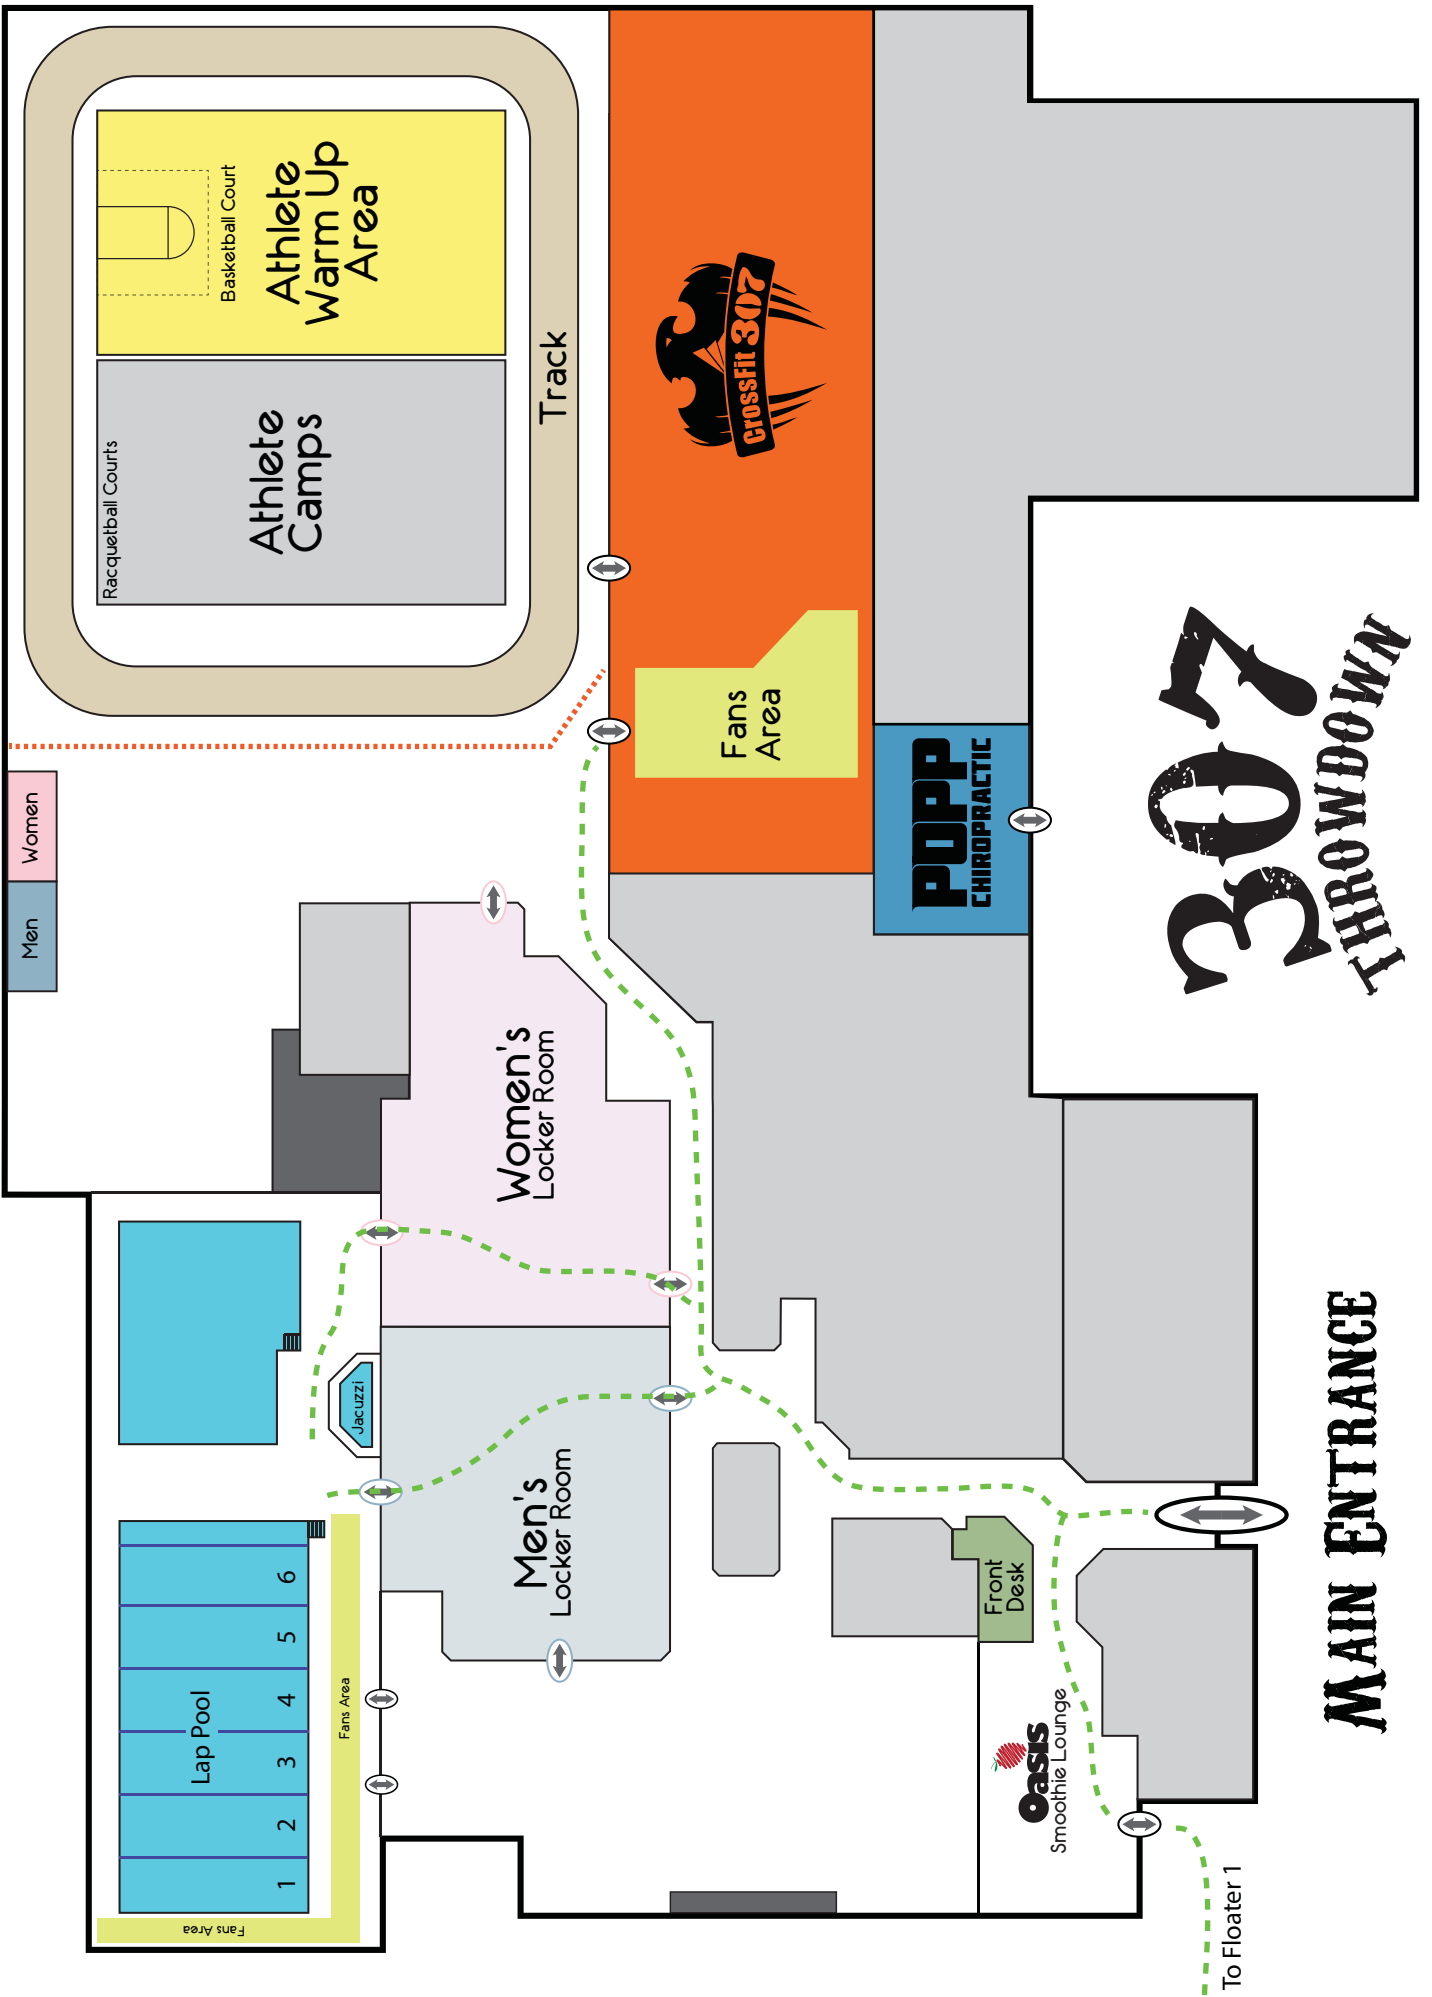 Basketball Court
Athlete
Warm Up
Area
Racquetball Courts
Athlete
Camps
Track
CrossFit 307
Fans
Area
POPP
CHIROPRACTIC
307
THROWDOWN
Women
Men
Women's
Locker Room
Jacuzzi
Men's
Locker Room
Lap Pool
1
2
3
4
5
6
Fans Area
Fans Area
Front
Desk
Oasis
Smoothie Lounge
MAIN ENTRANCE
To Floater 1